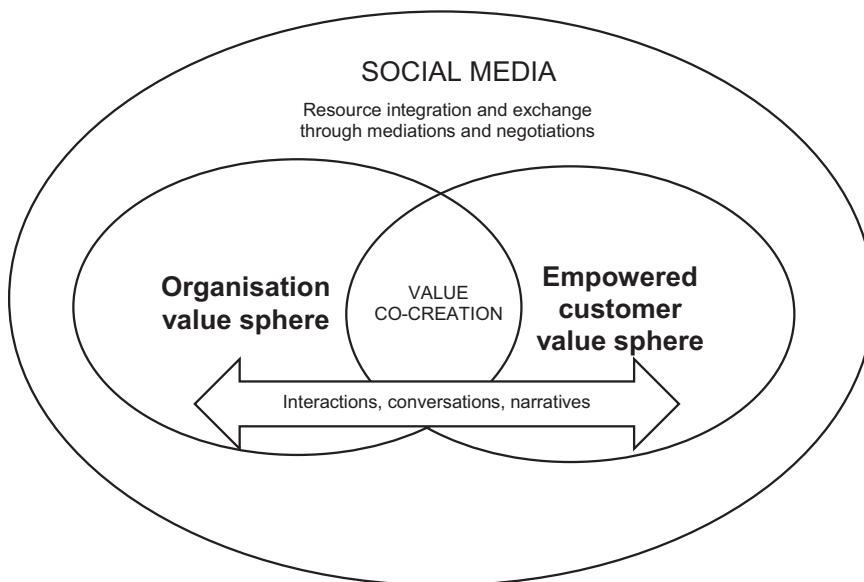 SOCIAL MEDIA
Resource integration and exchange
through mediations and negotiations
Organisation
value sphere
VALUE
CO-CREATION
Empowered
customer
value sphere
Interactions, conversations, narratives